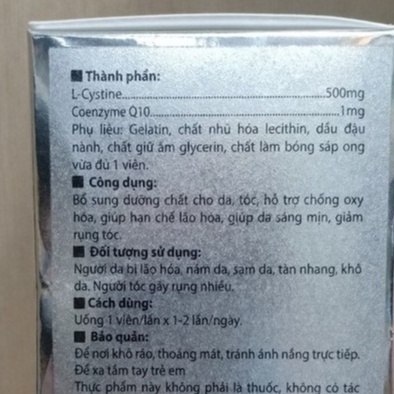 ■ Thành phần:
L-Cystine..................................................500mg
Coenzyme Q10.................................................1mg
Phụ liệu: Gelatin, chất nhũ hóa lecithin, dầu đậu
nành, chất giữ ẩm glycerin, chất làm bóng sáp ong
vừa đủ 1 viên.
■ Công dụng:
Bổ sung dưỡng chất cho da, tóc, hỗ trợ chống oxy
hóa, giúp hạn chế lão hóa, giúp da sáng mịn, giảm
rụng tóc.
■ Đối tượng sử dụng:
Người da bị lão hóa, nám da, sạm da, tàn nhang, khô
da. Người tóc gãy rụng nhiều.
■ Cách dùng:
Uống 1 viên/lần x 1-2 lần/ngày.
■ Bảo quản:
Để nơi khô ráo, thoáng mát, tránh ánh nắng trực tiếp.
Để xa tầm tay trẻ em
Thực phẩm này không phải là thuốc, không có tác